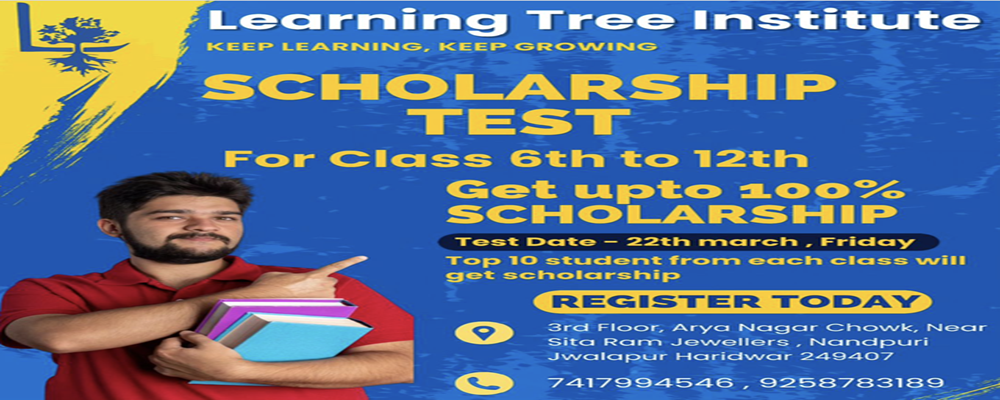 Learning Tree Institute
KEEP LEARNING, KEEP GROWING
SCHOLARSHIP
TEST
For Class 6th to 12th
Get upto 100%
SCHOLARSHIP
Test Date - 22th march , Friday
Top 10 student from each class will
get scholarship
REGISTER TODAY
3rd Floor, Arya Nagar Chowk, Near
Sita Ram Jewellers , Nandpuri
Jwalapur Haridwar 249407
7417994546 , 9258783189